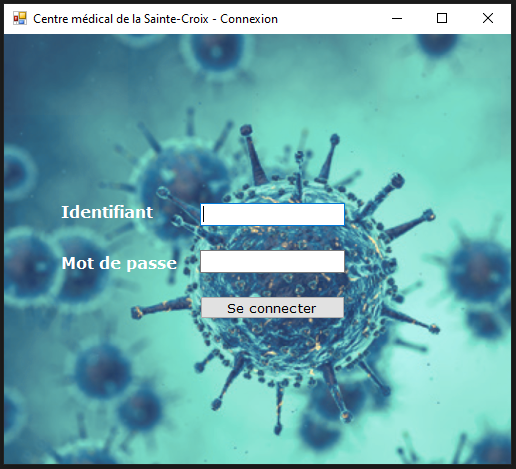 Centre médical de la Sainte-Croix - Connexion
Identifiant
Mot de passe
Se connecter